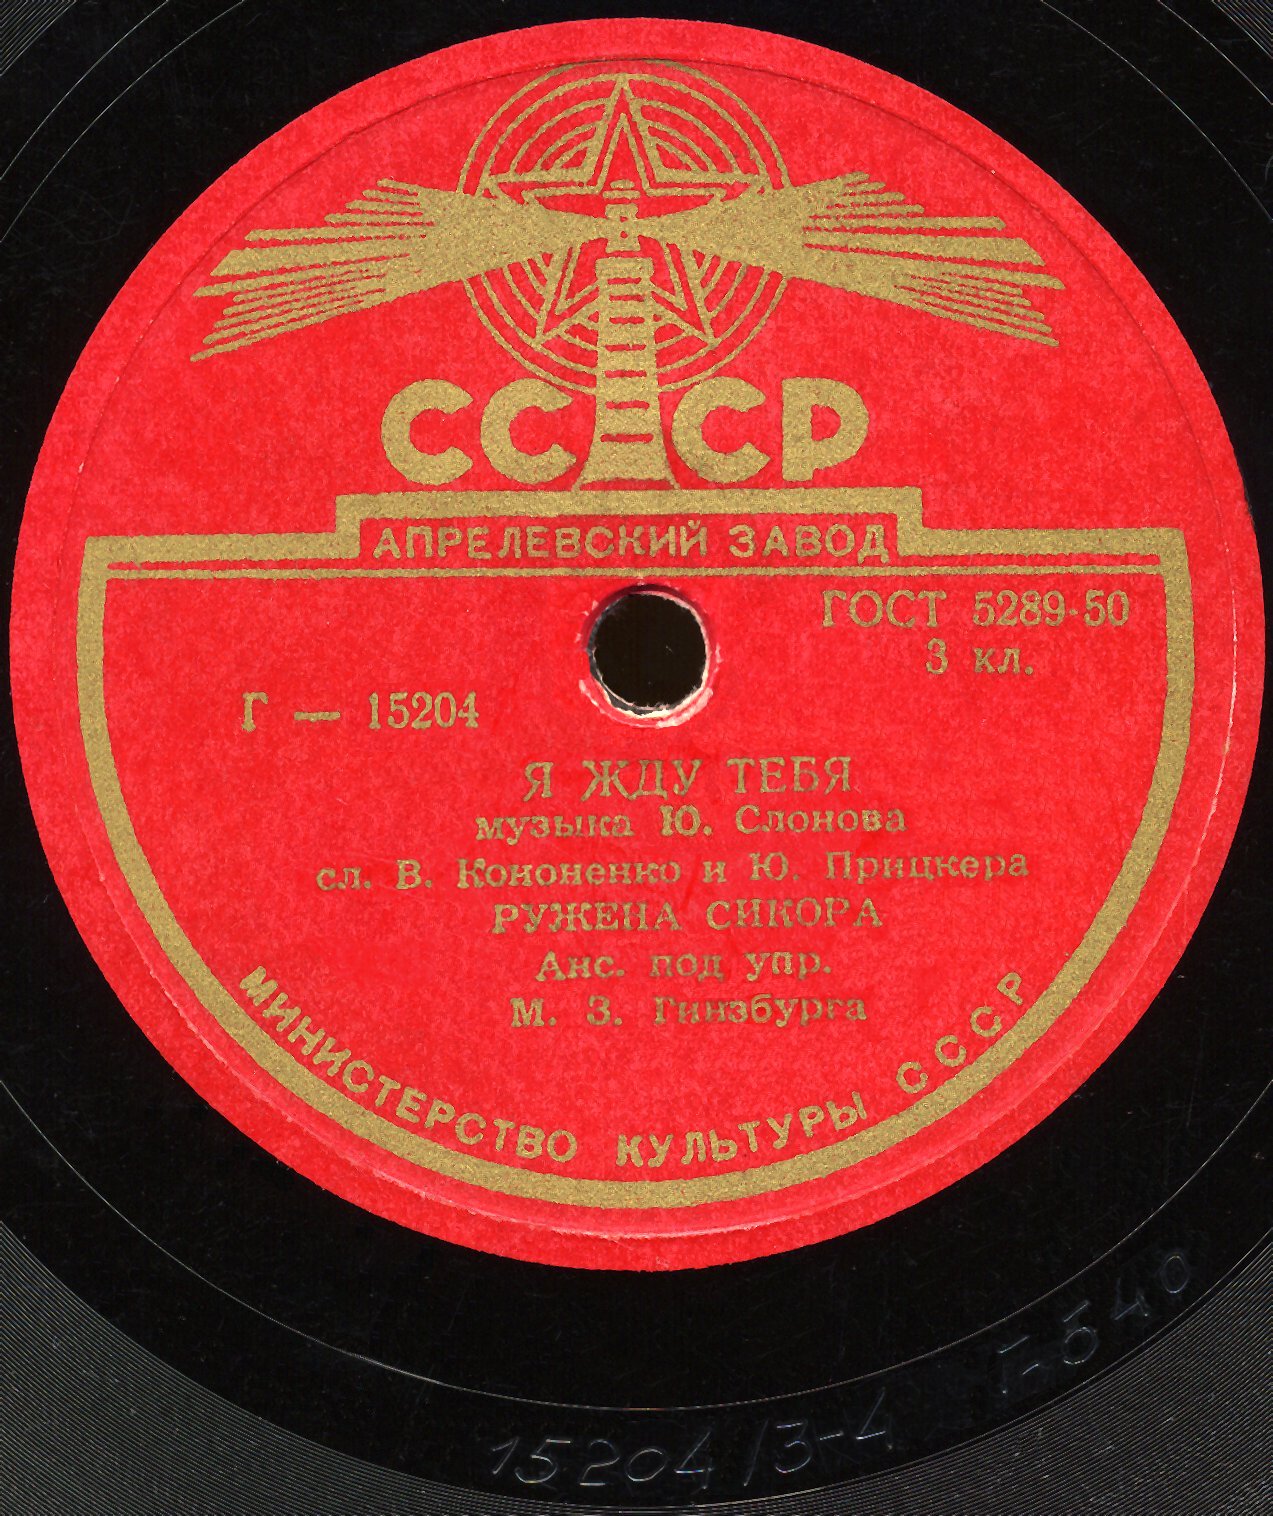 СССР
АПРЕЛЕВСКИЙ ЗАВОД
ГОСТ 5289-50
3 кл.
Г — 15204
Я ЖДУ ТЕБЯ
музыка Ю. Слонова
сл. В. Кононенко и Ю. Прицкера
РУЖЕНА СИКОРА
Анс. под упр.
М. З. Гинзбурга
МИНИСТЕРСТВО КУЛЬТУРЫ СССР
15204/3-4 Т-540